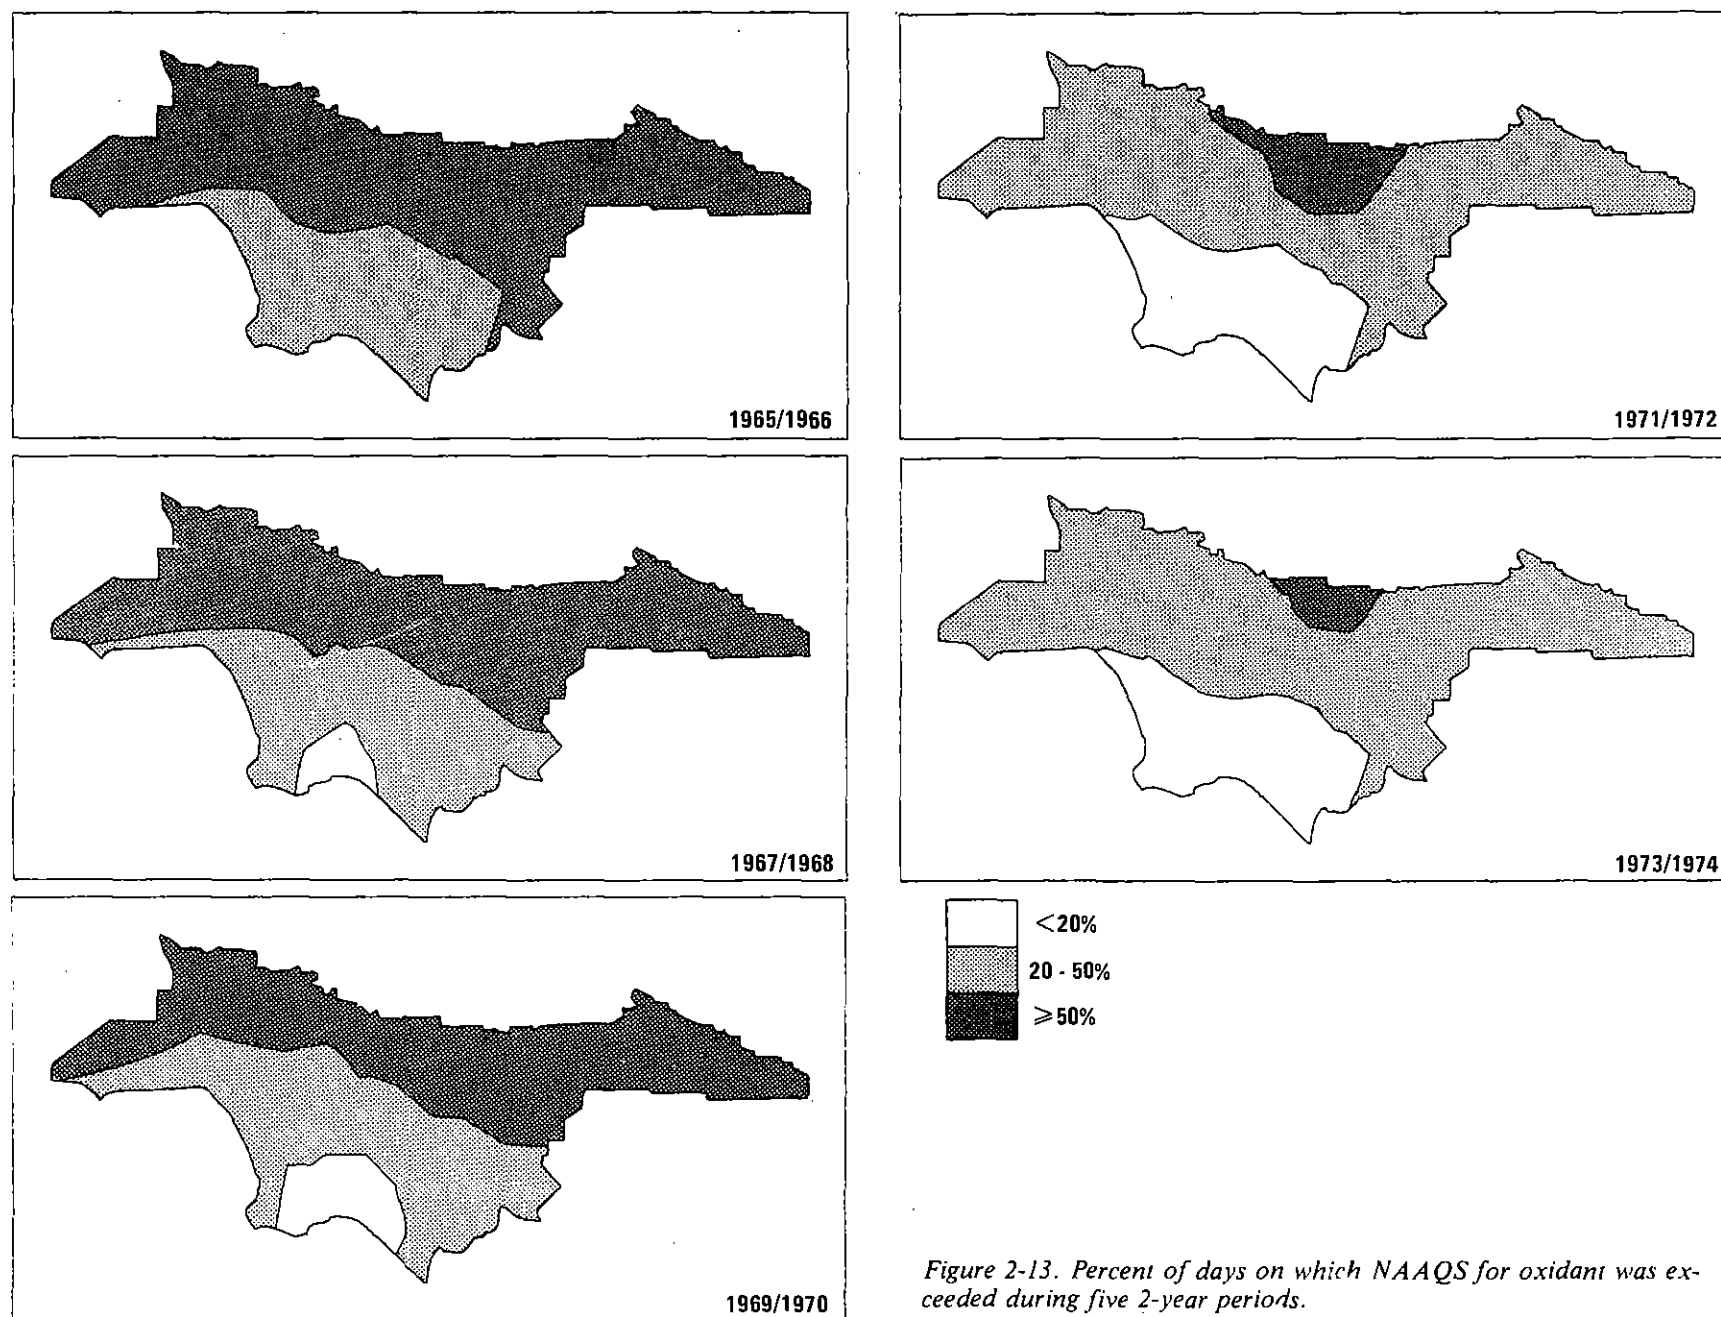 1965/1966
1971/1972
1967/1968
1973/1974
<20%
20 - 50%
⩾50%
1969/1970
Figure 2-13. Percent of days on which NAAQS for oxidant was ex-
ceeded during five 2-year periods.